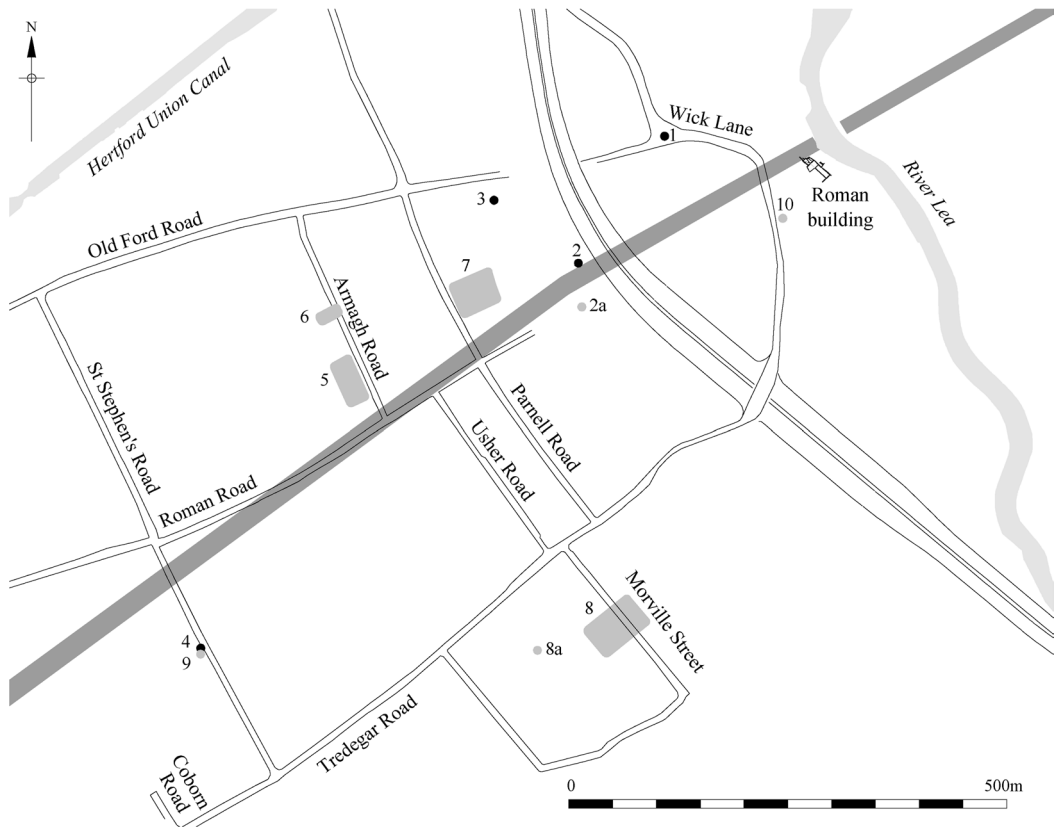 N
Hertford Union Canal
Wick Lane
1
River Lea
3
10
Roman
building
Old Ford Road
2
7
2a
Armagh Road
6
5
St Stephen's Road
Parnell Road
Usher Road
Roman Road
Morville Street
8
4
8a
9
Tredegar Road
Coborn
Road
0
500m